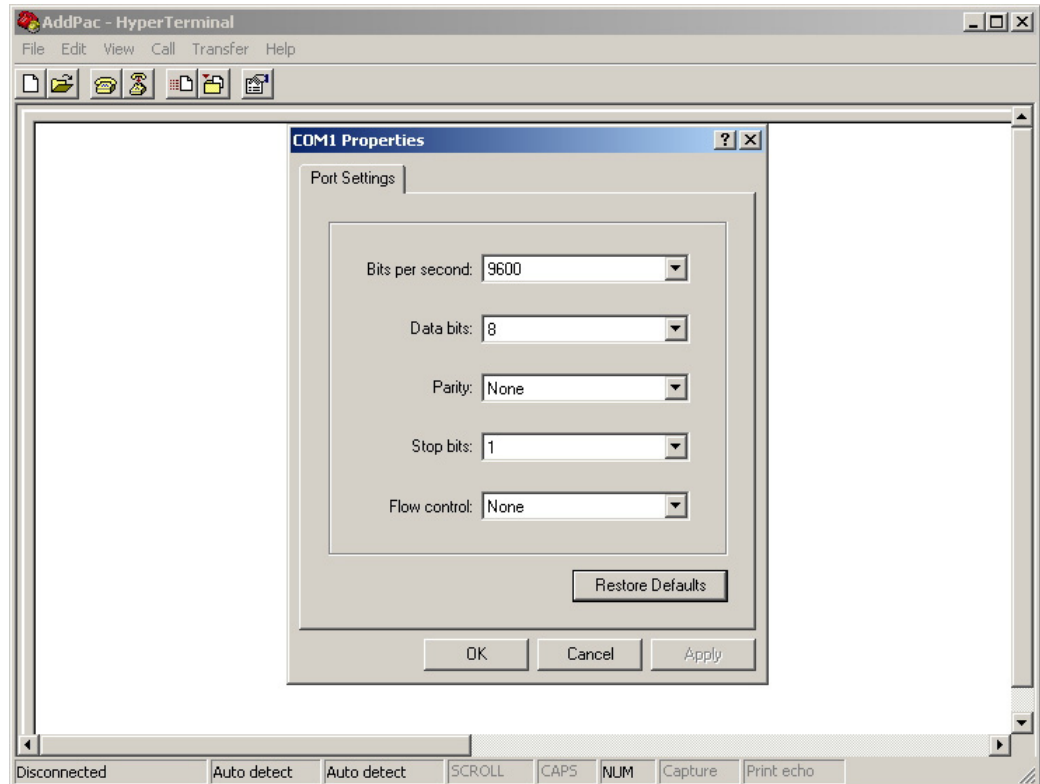 AddPac - HyperTerminal
File Edit View Call Transfer Help
COM1 Properties
Port Settings
Bits per second: 9600
Data bits: 8
Parity: None
Stop bits: 1
Flow control: None
Restore Defaults
OK Cancel Apply
Disconnected Auto detect Auto detect SCROLL CAPS NUM Capture Print echo